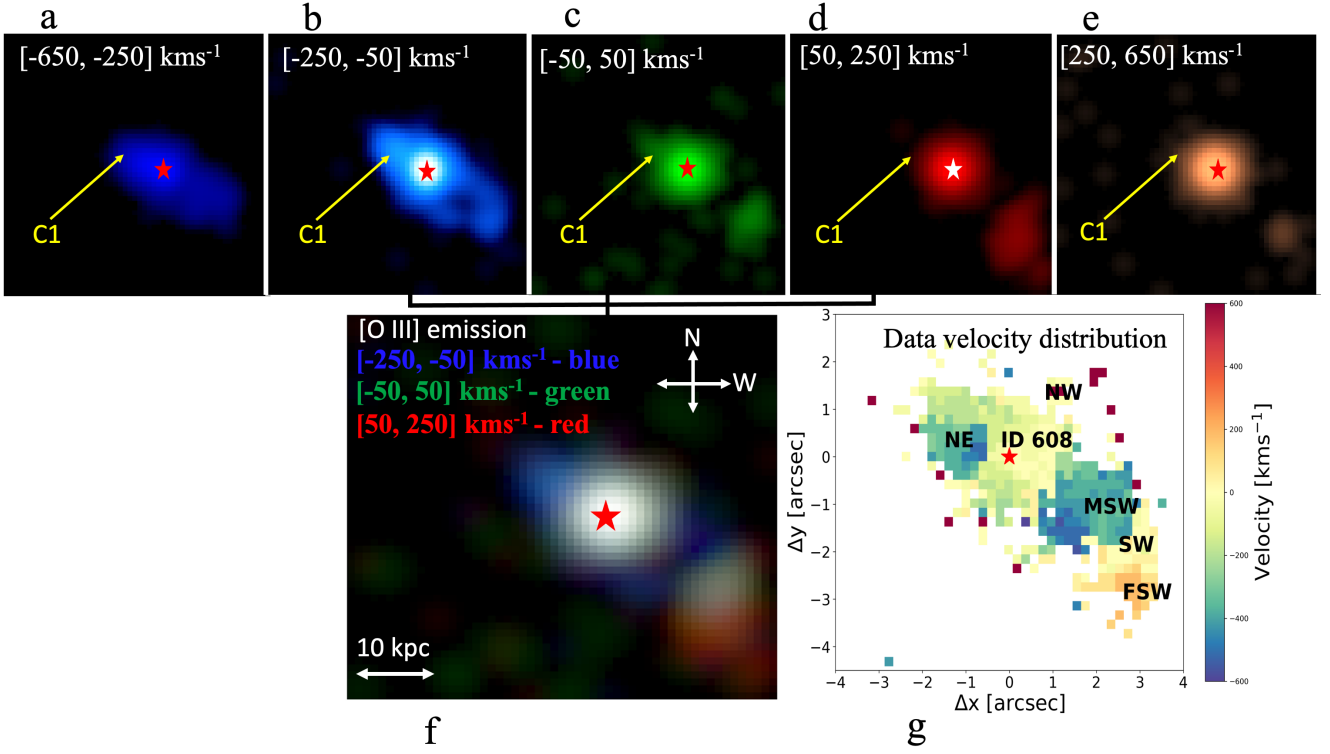 a
b
c
d
e
[-650, -250] kms⁻¹
[-250, -50] kms⁻¹
[-50, 50] kms⁻¹
[50, 250] kms⁻¹
[250, 650] kms⁻¹
C1
C1
C1
C1
C1
[O III] emission
[-250, -50] kms⁻¹ - blue
[-50, 50] kms⁻¹ - green
[50, 250] kms⁻¹ - red
N
W
10 kpc
f
Data velocity distribution
NW
NE
ID 608
MSW
SW
FSW
3
2
1
0
−1
−2
−3
−4
Δy [arcsec]
−4
−3
−2
−1
0
1
2
3
4
Δx [arcsec]
600
400
200
0
−200
−400
−600
Velocity [kms⁻¹]
g